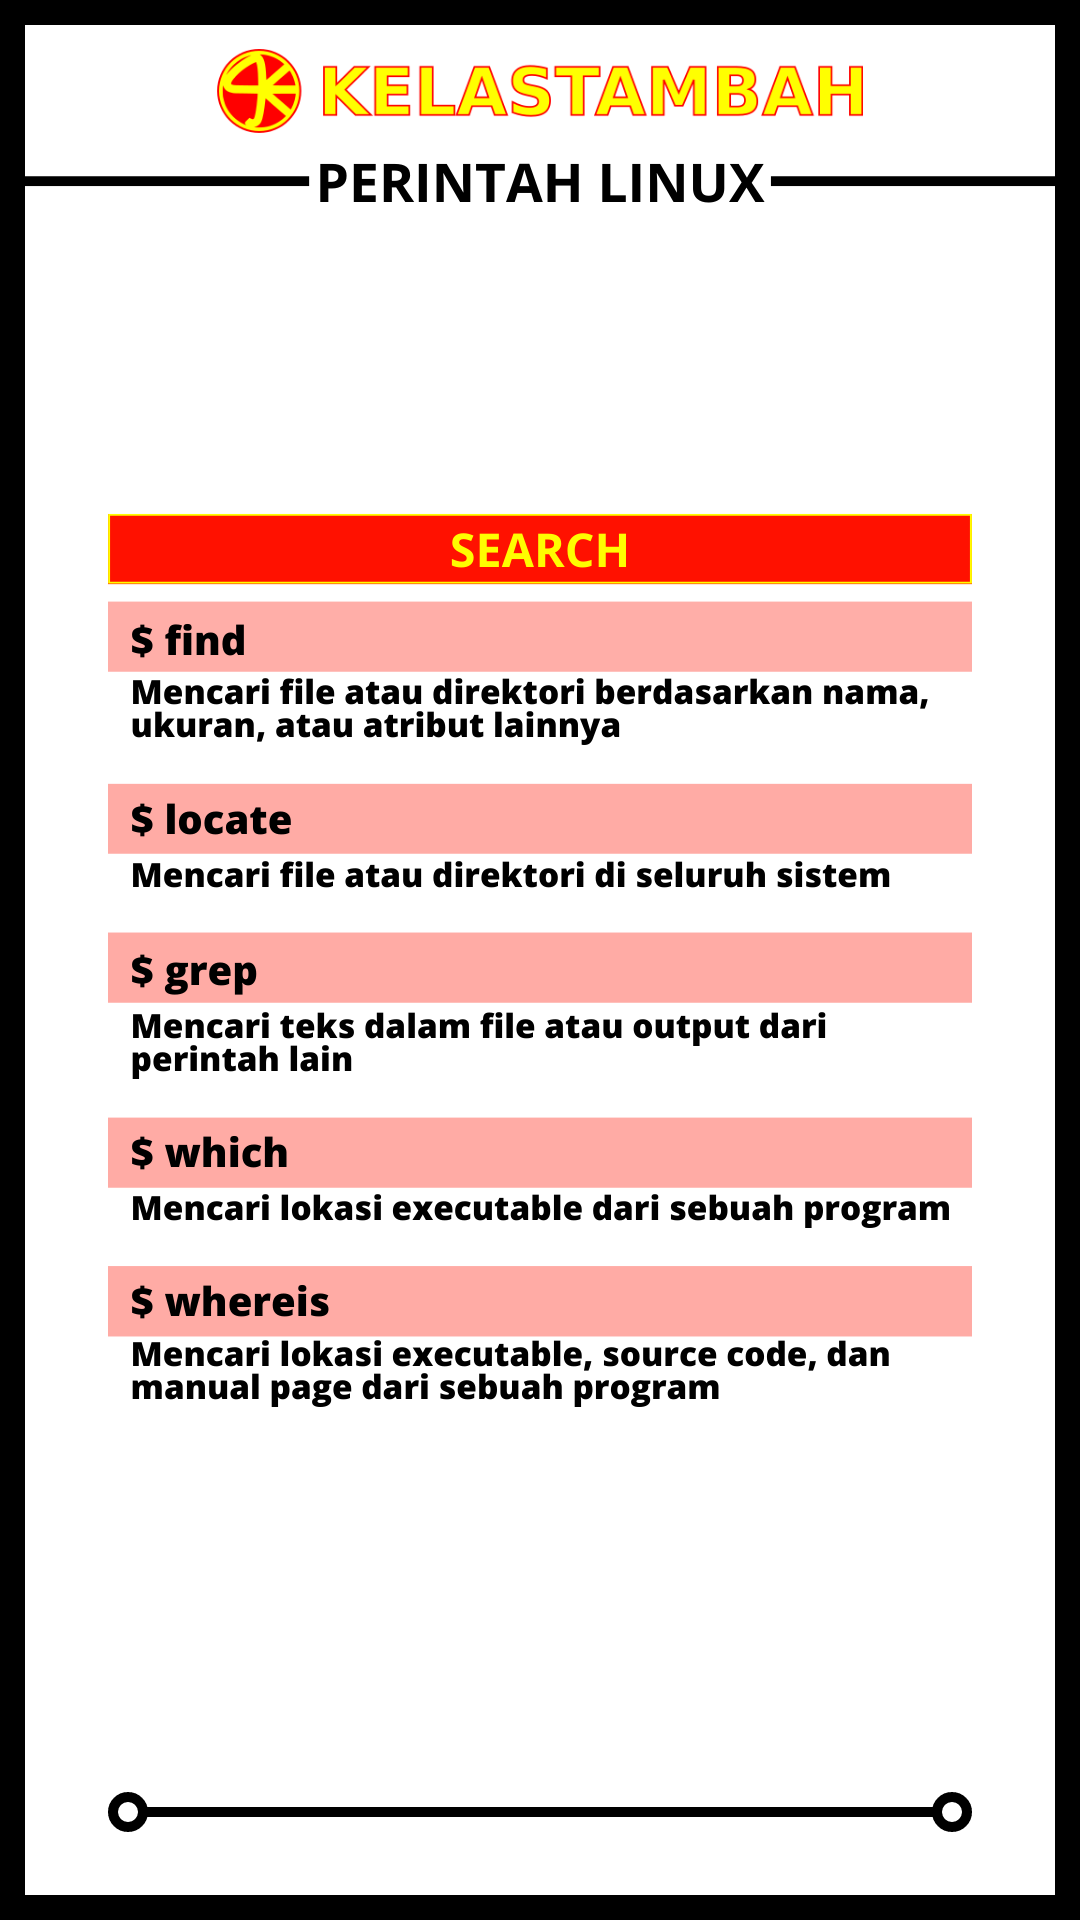 KELASTAMBAH
PERINTAH LINUX
SEARCH
$ find
Mencari file atau direktori berdasarkan nama,
ukuran, atau atribut lainnya
$ locate
Mencari file atau direktori di seluruh sistem
$ grep
Mencari teks dalam file atau output dari
perintah lain
$ which
Mencari lokasi executable dari sebuah program
$ whereis
Mencari lokasi executable, source code, dan
manual page dari sebuah program